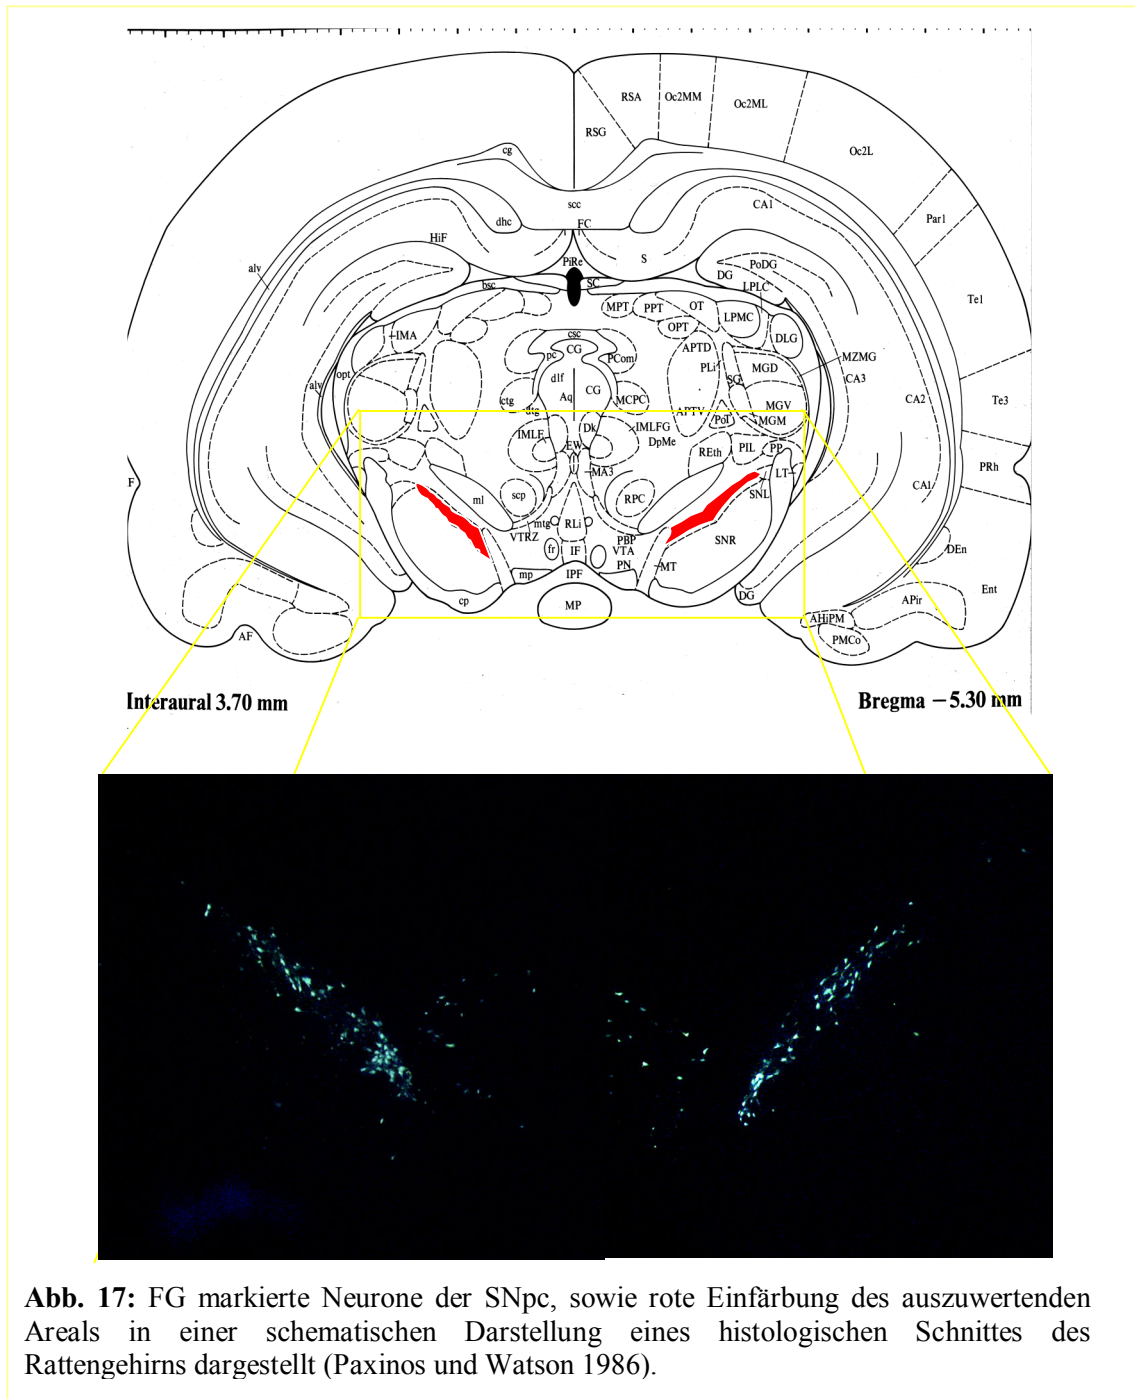 RSA Oc2MM Oc2ML
RSG
Oc2L
cg
CA1
scc
Par1
dhc FC
HiF
S
alv
PiRe
PoDG
DG
bsc
SC
LPLC
Te1
MPT PPT OT
LPMC
OPT
IMA
csc
DLG
CG
APTD
pc
PCom
MZMG
PLi
MGD
opt
dlf
SG
CA3
alv
CG
Aq
ctg
MCPC
CA2
Te3
dtg
APTV
MGV
PoT
MGM
Dk
IMLF
IMLFG
DpMe
EW
REth PIL PP
PRh
MA3
LT
F
CA1
ml
scp
RPC
SNL
mtg
RLi
VTRZ
PBP
SNR
fr
IF
VTA
DEn
PN
MT
mp
IPF
Ent
cp
MP
DG
APir
AHiPM
AF
PMCo
Interaural 3.70 mm
Bregma −5.30 mm
Abb. 17: FG markierte Neurone der SNpc, sowie rote Einfärbung des auszuwertenden
Areals in einer schematischen Darstellung eines histologischen Schnittes des
Rattengehirns dargestellt (Paxinos und Watson 1986).